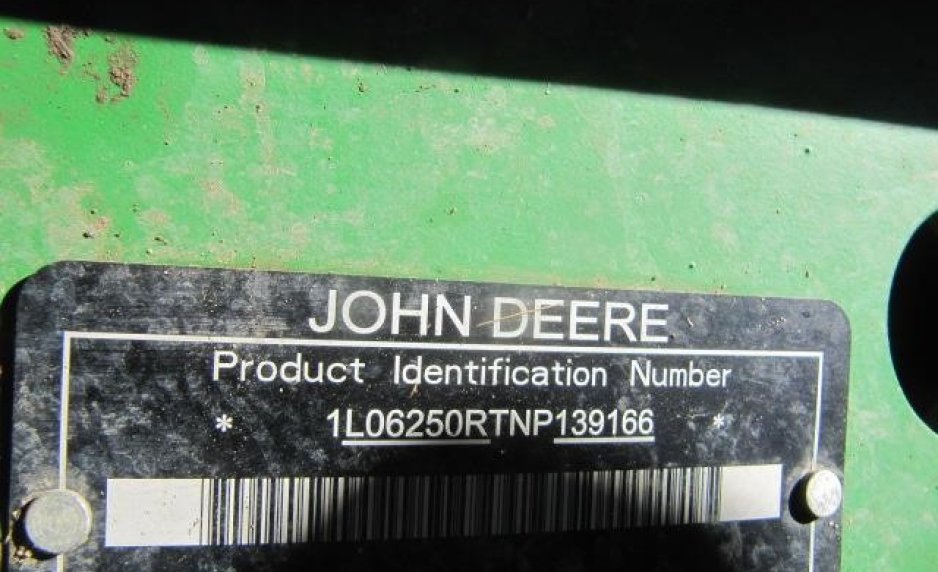 JOHN DEERE
Product Identification Number
* 1L06250RTNP139166 *